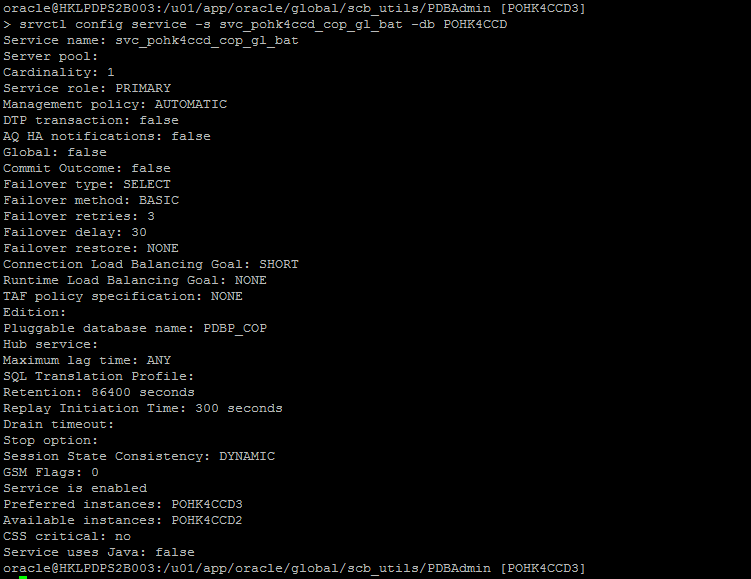 oracle@HKLPDPS2B003:/u01/app/oracle/global/scb_utils/PDBAdmin [POHK4CCD3]
> srvctl config service -s svc_pohk4ccd_cop_gl_bat -db POHK4CCD
Service name: svc_pohk4ccd_cop_gl_bat
Server pool:
Cardinality: 1
Service role: PRIMARY
Management policy: AUTOMATIC
DTP transaction: false
AQ HA notifications: false
Global: false
Commit Outcome: false
Failover type: SELECT
Failover method: BASIC
Failover retries: 3
Failover delay: 30
Failover restore: NONE
Connection Load Balancing Goal: SHORT
Runtime Load Balancing Goal: NONE
TAF policy specification: NONE
Edition:
Pluggable database name: PDBP_COP
Hub service:
Maximum lag time: ANY
SQL Translation Profile:
Retention: 86400 seconds
Replay Initiation Time: 300 seconds
Drain timeout:
Stop option:
Session State Consistency: DYNAMIC
GSM Flags: 0
Service is enabled
Preferred instances: POHK4CCD3
Available instances: POHK4CCD2
CSS critical: no
Service uses Java: false
oracle@HKLPDPS2B003:/u01/app/oracle/global/scb_utils/PDBAdmin [POHK4CCD3]